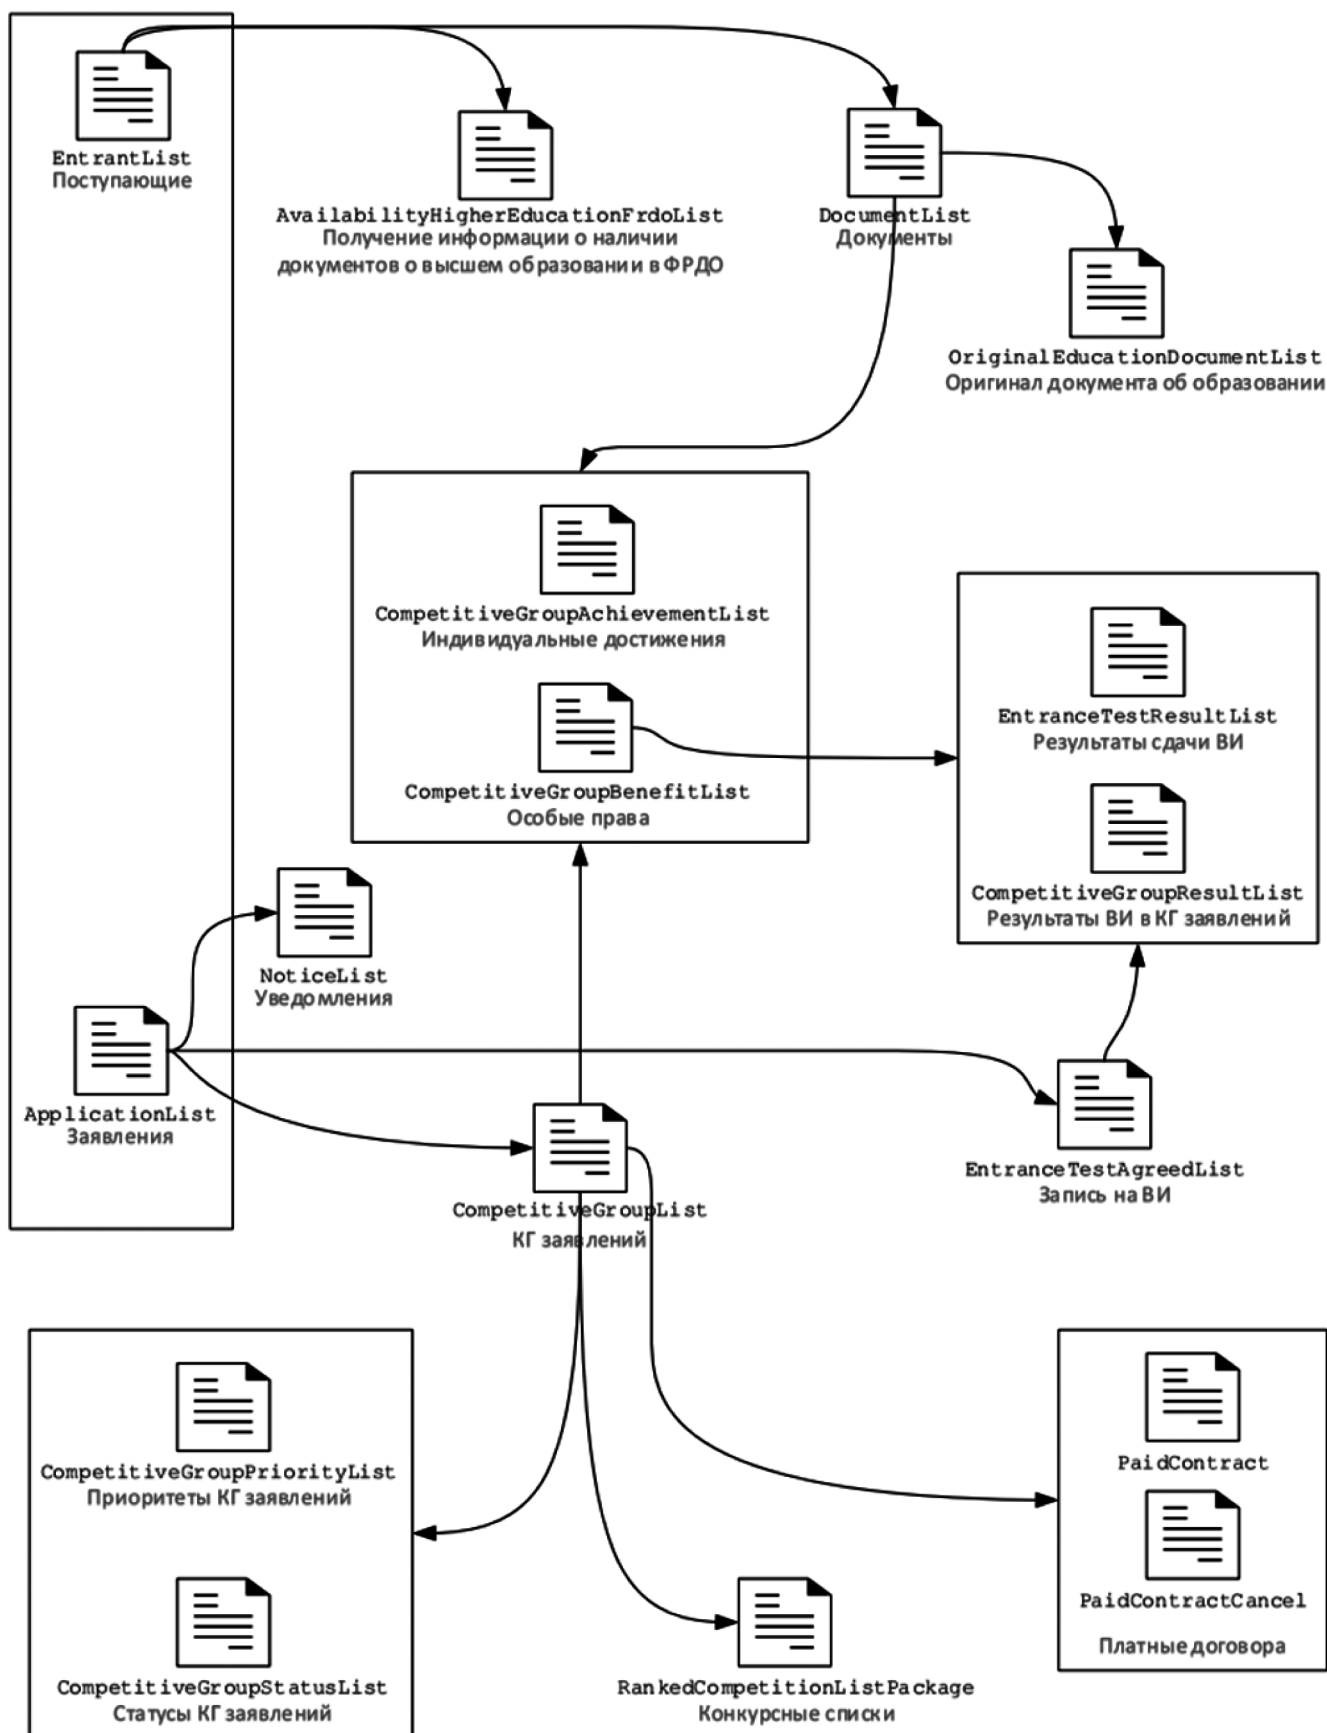 EntrantList
Поступающие
AvailabilityHigherEducationFrdoList
Получение информации о наличии
документов о высшем образовании в ФРДО
DocumentList
Документы
OriginalEducationDocumentList
Оригинал документа об образовании
CompetitiveGroupAchievementList
Индивидуальные достижения
CompetitiveGroupBenefitList
Особые права
EntranceTestResultList
Результаты сдачи ВИ
CompetitiveGroupResultList
Результаты ВИ в КГ заявлений
NoticeList
Уведомления
ApplicationList
Заявления
EntranceTestAgreedList
Запись на ВИ
CompetitiveGroupList
КГ заявлений
CompetitiveGroupPriorityList
Приоритеты КГ заявлений
CompetitiveGroupStatusList
Статусы КГ заявлений
RankedCompetitionListPackage
Конкурсные списки
PaidContract
PaidContractCancel
Платные договора